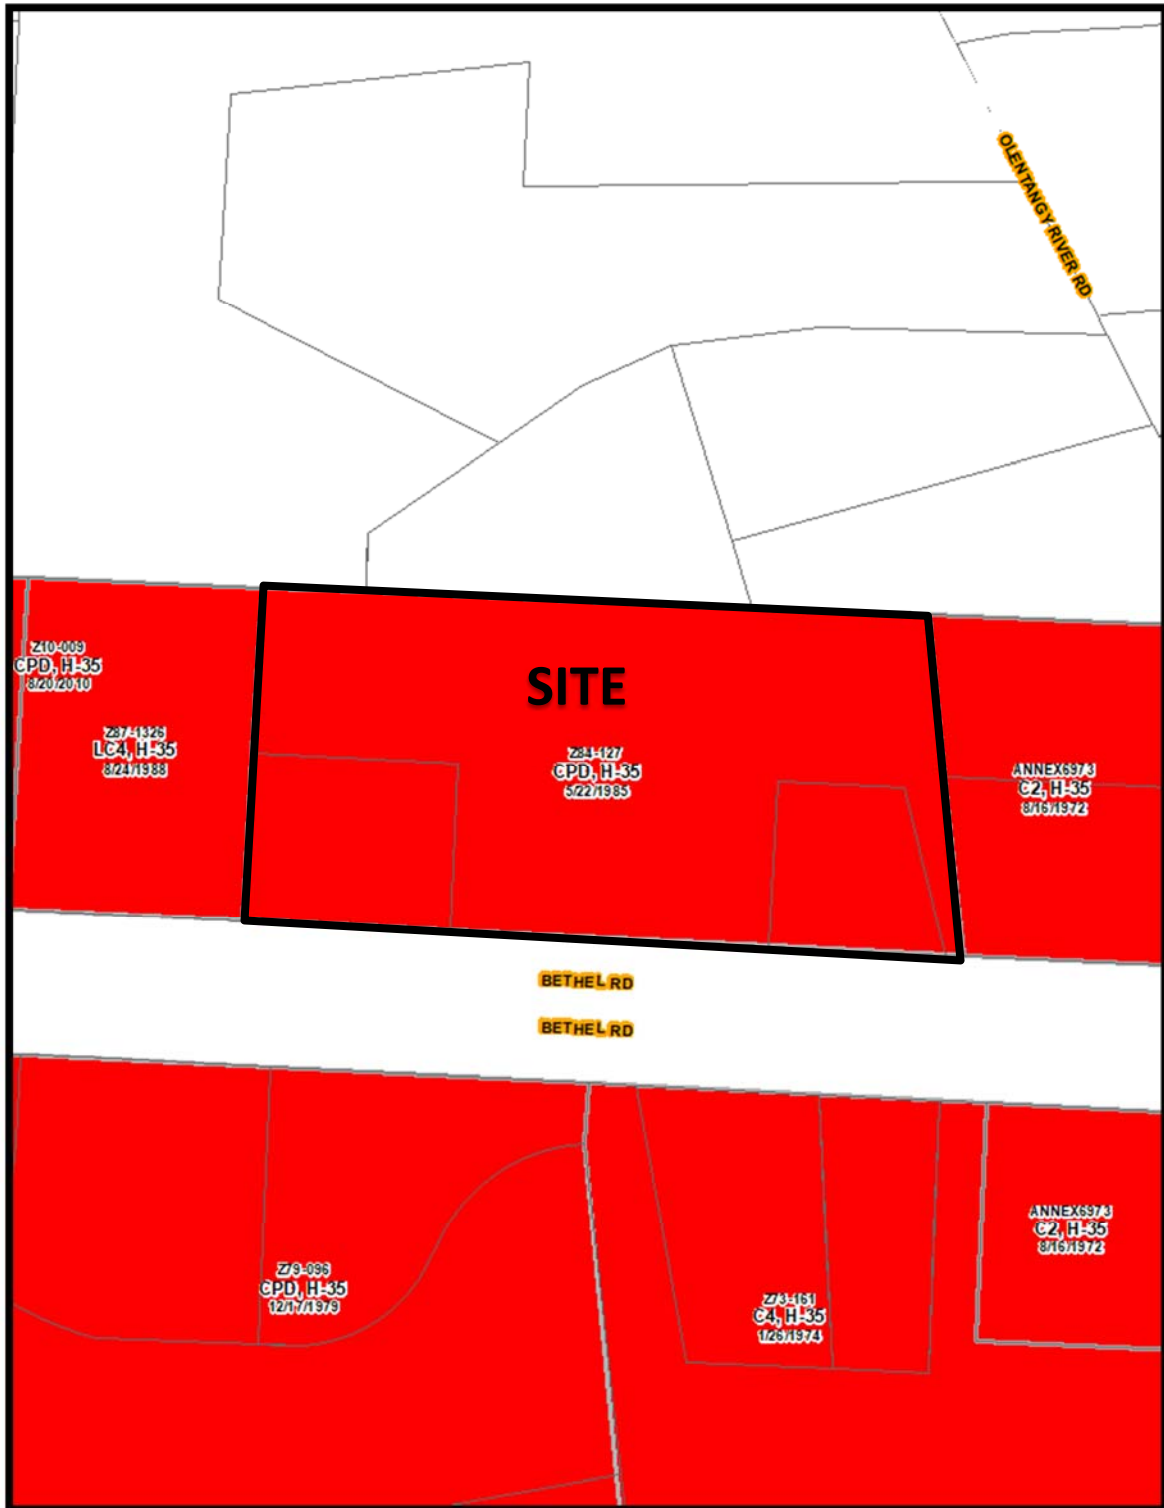 OLENTANGY RIVER RD
SITE
Z10-009
CPD, H-35
8/20/2010
Z87-1326
LC4, H-35
8/24/1988
Z84-127
CPD, H-35
5/22/1985
ANNEX6973
C2, H-35
8/16/1972
BETHEL RD
BETHEL RD
ANNEX6973
C2, H-35
8/16/1972
Z79-096
CPD, H-35
12/17/1979
Z73-161
C4, H-35
1/26/1974